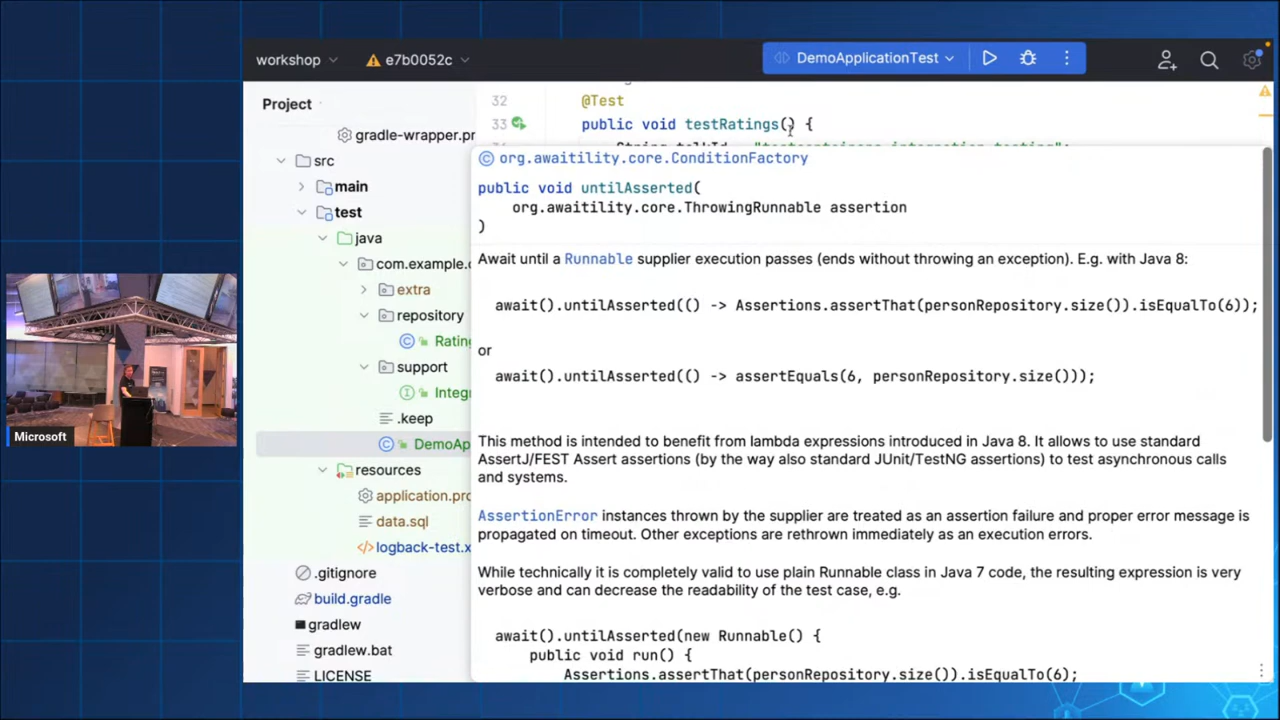 workshop
e7b0052c
DemoApplicationTest
Project
gradle-wrapper.pr
src
main
test
java
com.example.
extra
repository
Rating
support
Integ
.keep
DemoAp
resources
application.pro
data.sql
logback-test.x
.gitignore
build.gradle
gradlew
gradlew.bat
LICENSE
32 @Test
33 public void testRatings() {
org.awaitility.core.ConditionFactory
public void untilAsserted(
org.awaitility.core.ThrowingRunnable assertion
)
Await until a Runnable supplier execution passes (ends without throwing an exception). E.g. with Java 8:
await().untilAsserted(() -> Assertions.assertThat(personRepository.size()).isEqualTo(6));
or
await().untilAsserted(() -> assertEquals(6, personRepository.size()));
This method is intended to benefit from lambda expressions introduced in Java 8. It allows to use standard
AssertJ/FEST Assert assertions (by the way also standard JUnit/TestNG assertions) to test asynchronous calls
and systems.
AssertionError instances thrown by the supplier are treated as an assertion failure and proper error message is
propagated on timeout. Other exceptions are rethrown immediately as an execution errors.
While technically it is completely valid to use plain Runnable class in Java 7 code, the resulting expression is very
verbose and can decrease the readability of the test case, e.g.
await().untilAsserted(new Runnable() {
public void run() {
Assertions.assertThat(personRepository.size()).isEqualTo(6);
Microsoft